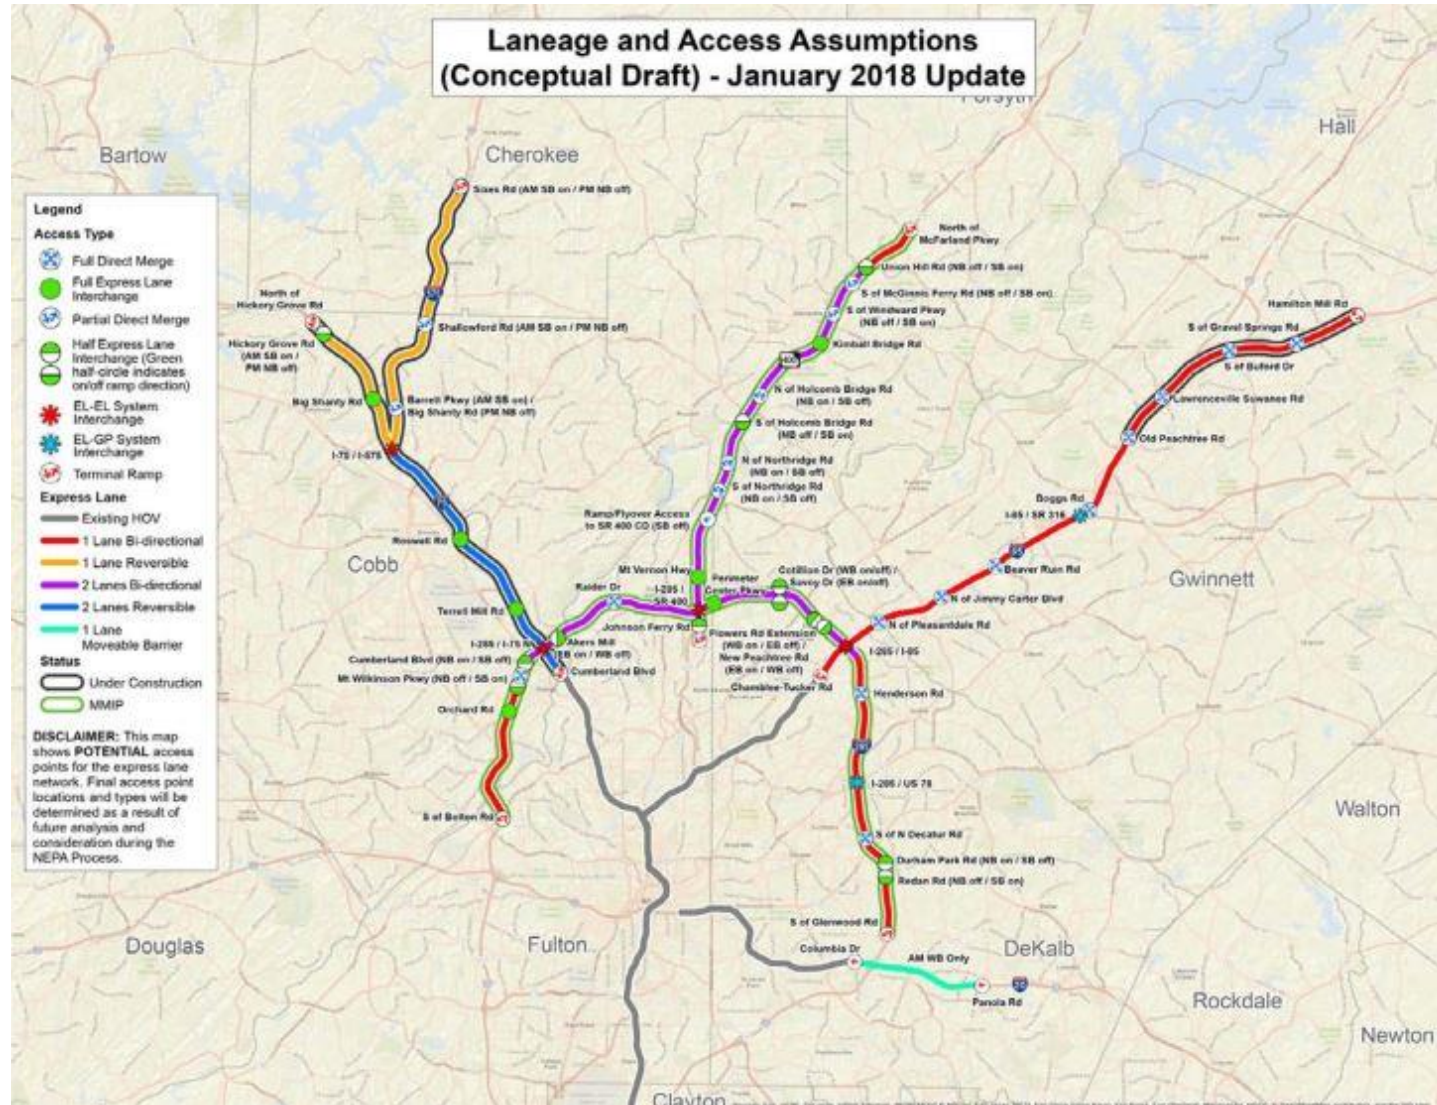 Laneage and Access Assumptions
(Conceptual Draft) - January 2018 Update
Forsyth
Hall
Bartow
Cherokee
Legend
Access Type
Full Direct Merge
Full Express Lane
Interchange
Partial Direct Merge
Half Express Lane
Interchange (Green
half-circle indicates
on/off ramp direction)
EL-EL System
Interchange
EL-GP System
Interchange
Terminal Ramp
Express Lane
Existing HOV
1 Lane Bi-directional
1 Lane Reversible
2 Lanes Bi-directional
2 Lanes Reversible
1 Lane
Moveable Barrier
Status
Under Construction
MMIP
DISCLAIMER: This map
shows POTENTIAL access
points for the express lane
network. Final access point
locations and types will be
determined as a result of
future analysis and
consideration during the
NEPA Process.
Sixes Rd (AM SB on / PM NB off)
North of
Hickory Grove Rd
Hickory Grove Rd
(AM SB on /
PM NB off)
Shallowford Rd (AM SB on / PM NB off)
Big Shanty Rd
Barrett Pkwy (AM SB on) /
Big Shanty Rd (PM NB off)
I-75 / I-575
Roswell Rd
Cobb
Terrell Mill Rd
I-285 / I-75 N
Akers Mill
(EB on / WB off)
Cumberland Blvd (NB on / SB off)
Cumberland Blvd
Mt Wilkinson Pkwy (NB off / SB on)
Orchard Rd
S of Bolton Rd
North of
McFarland Pkwy
Union Hill Rd (NB off / SB on)
S of McGinnis Ferry Rd (NB off / SB on)
S of Windward Pkwy
(NB off / SB on)
Kimball Bridge Rd
400
N of Holcomb Bridge Rd
(NB on / SB off)
S of Holcomb Bridge Rd
(NB off / SB on)
N of Northridge Rd
(NB on / SB off)
S of Northridge Rd
(NB on / SB off)
Ramp/Flyover Access
to SR 400 CD (SB off)
Mt Vernon Hwy
Raider Dr
I-285 /
SR 400
Perimeter
Center Pkwy
Cotillion Dr (WB on/off) /
Savoy Dr (EB on/off)
Johnson Ferry Rd
Flowers Rd Extension
(WB on / EB off) /
New Peachtree Rd
(EB on / WB off)
Chamblee-Tucker Rd
I-285 / I-85
Hamilton Mill Rd
S of Gravel Springs Rd
S of Buford Dr
Lawrenceville Suwanee Rd
Old Peachtree Rd
Boggs Rd
I-85 / SR 316
85
Beaver Ruin Rd
Gwinnett
N of Jimmy Carter Blvd
N of Pleasantdale Rd
Henderson Rd
I-285 / US 78
S of N Decatur Rd
Durham Park Rd (NB on / SB off)
Redan Rd (NB off / SB on)
S of Glenwood Rd
Columbia Dr
AM WB Only
Panola Rd
20
Walton
Douglas
Fulton
DeKalb
Rockdale
Newton
Clayton